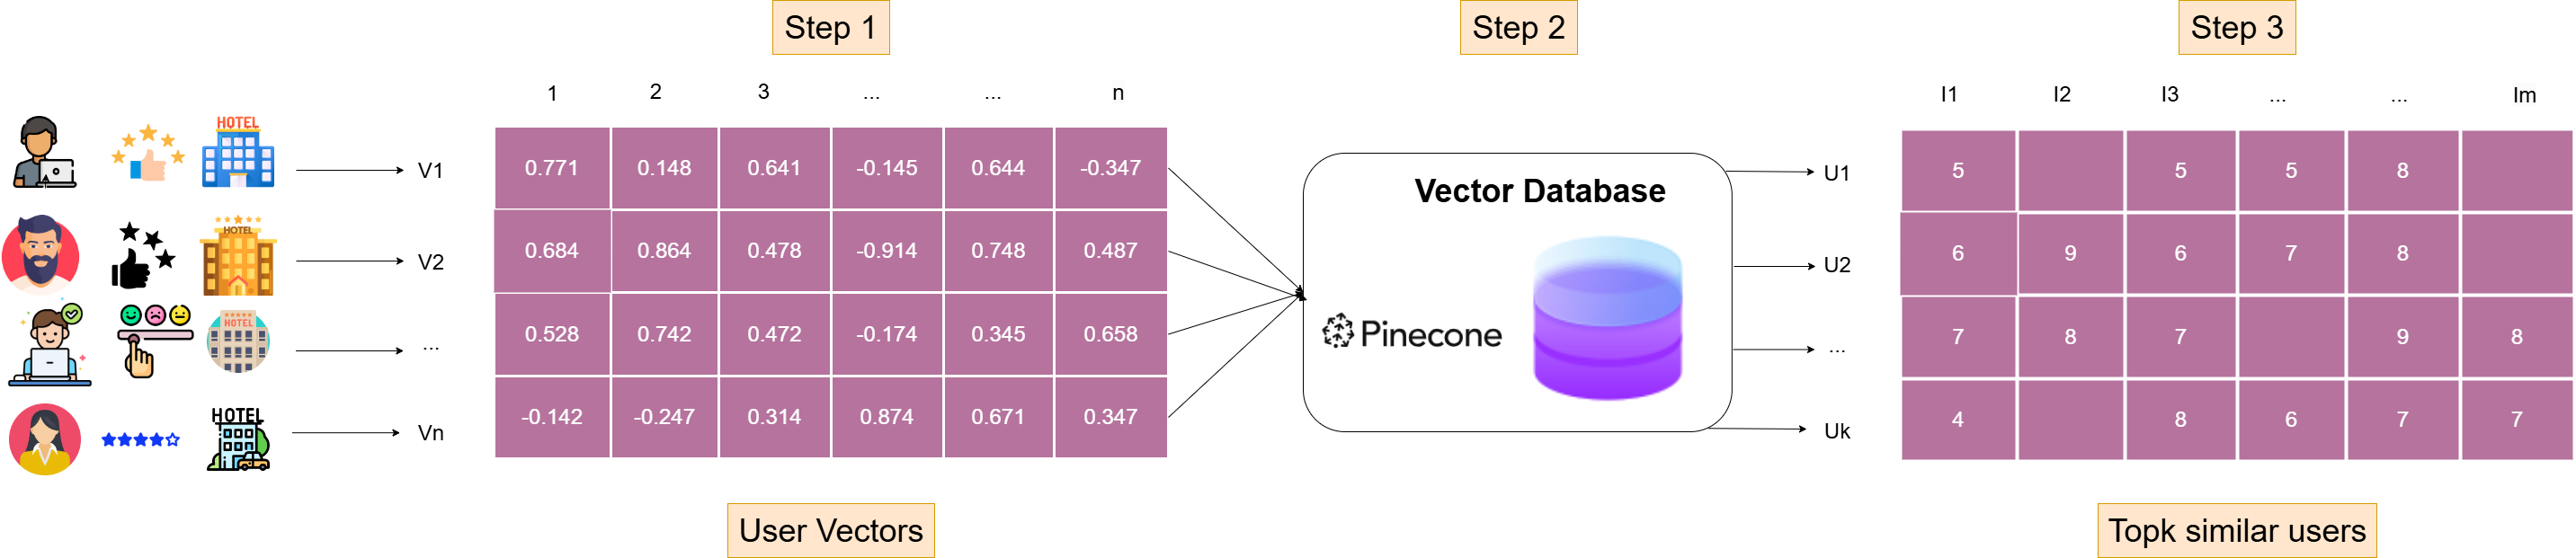 Step 1
Step 2
Step 3
1 2 3 ... ... n
I1 I2 I3 ... ... Im
HOTEL
V1
0.771 0.148 0.641 -0.145 0.644 -0.347
U1
5 5 5 8
Vector Database
HOTEL
V2
0.684 0.864 0.478 -0.914 0.748 0.487
U2
6 9 6 7 8
HOTEL
...
0.528 0.742 0.472 -0.174 0.345 0.658
Pinecone
...
7 8 7 9 8
HOTEL
Vn
-0.142 -0.247 0.314 0.874 0.671 0.347
Uk
4 8 6 7 7
User Vectors
Topk similar users